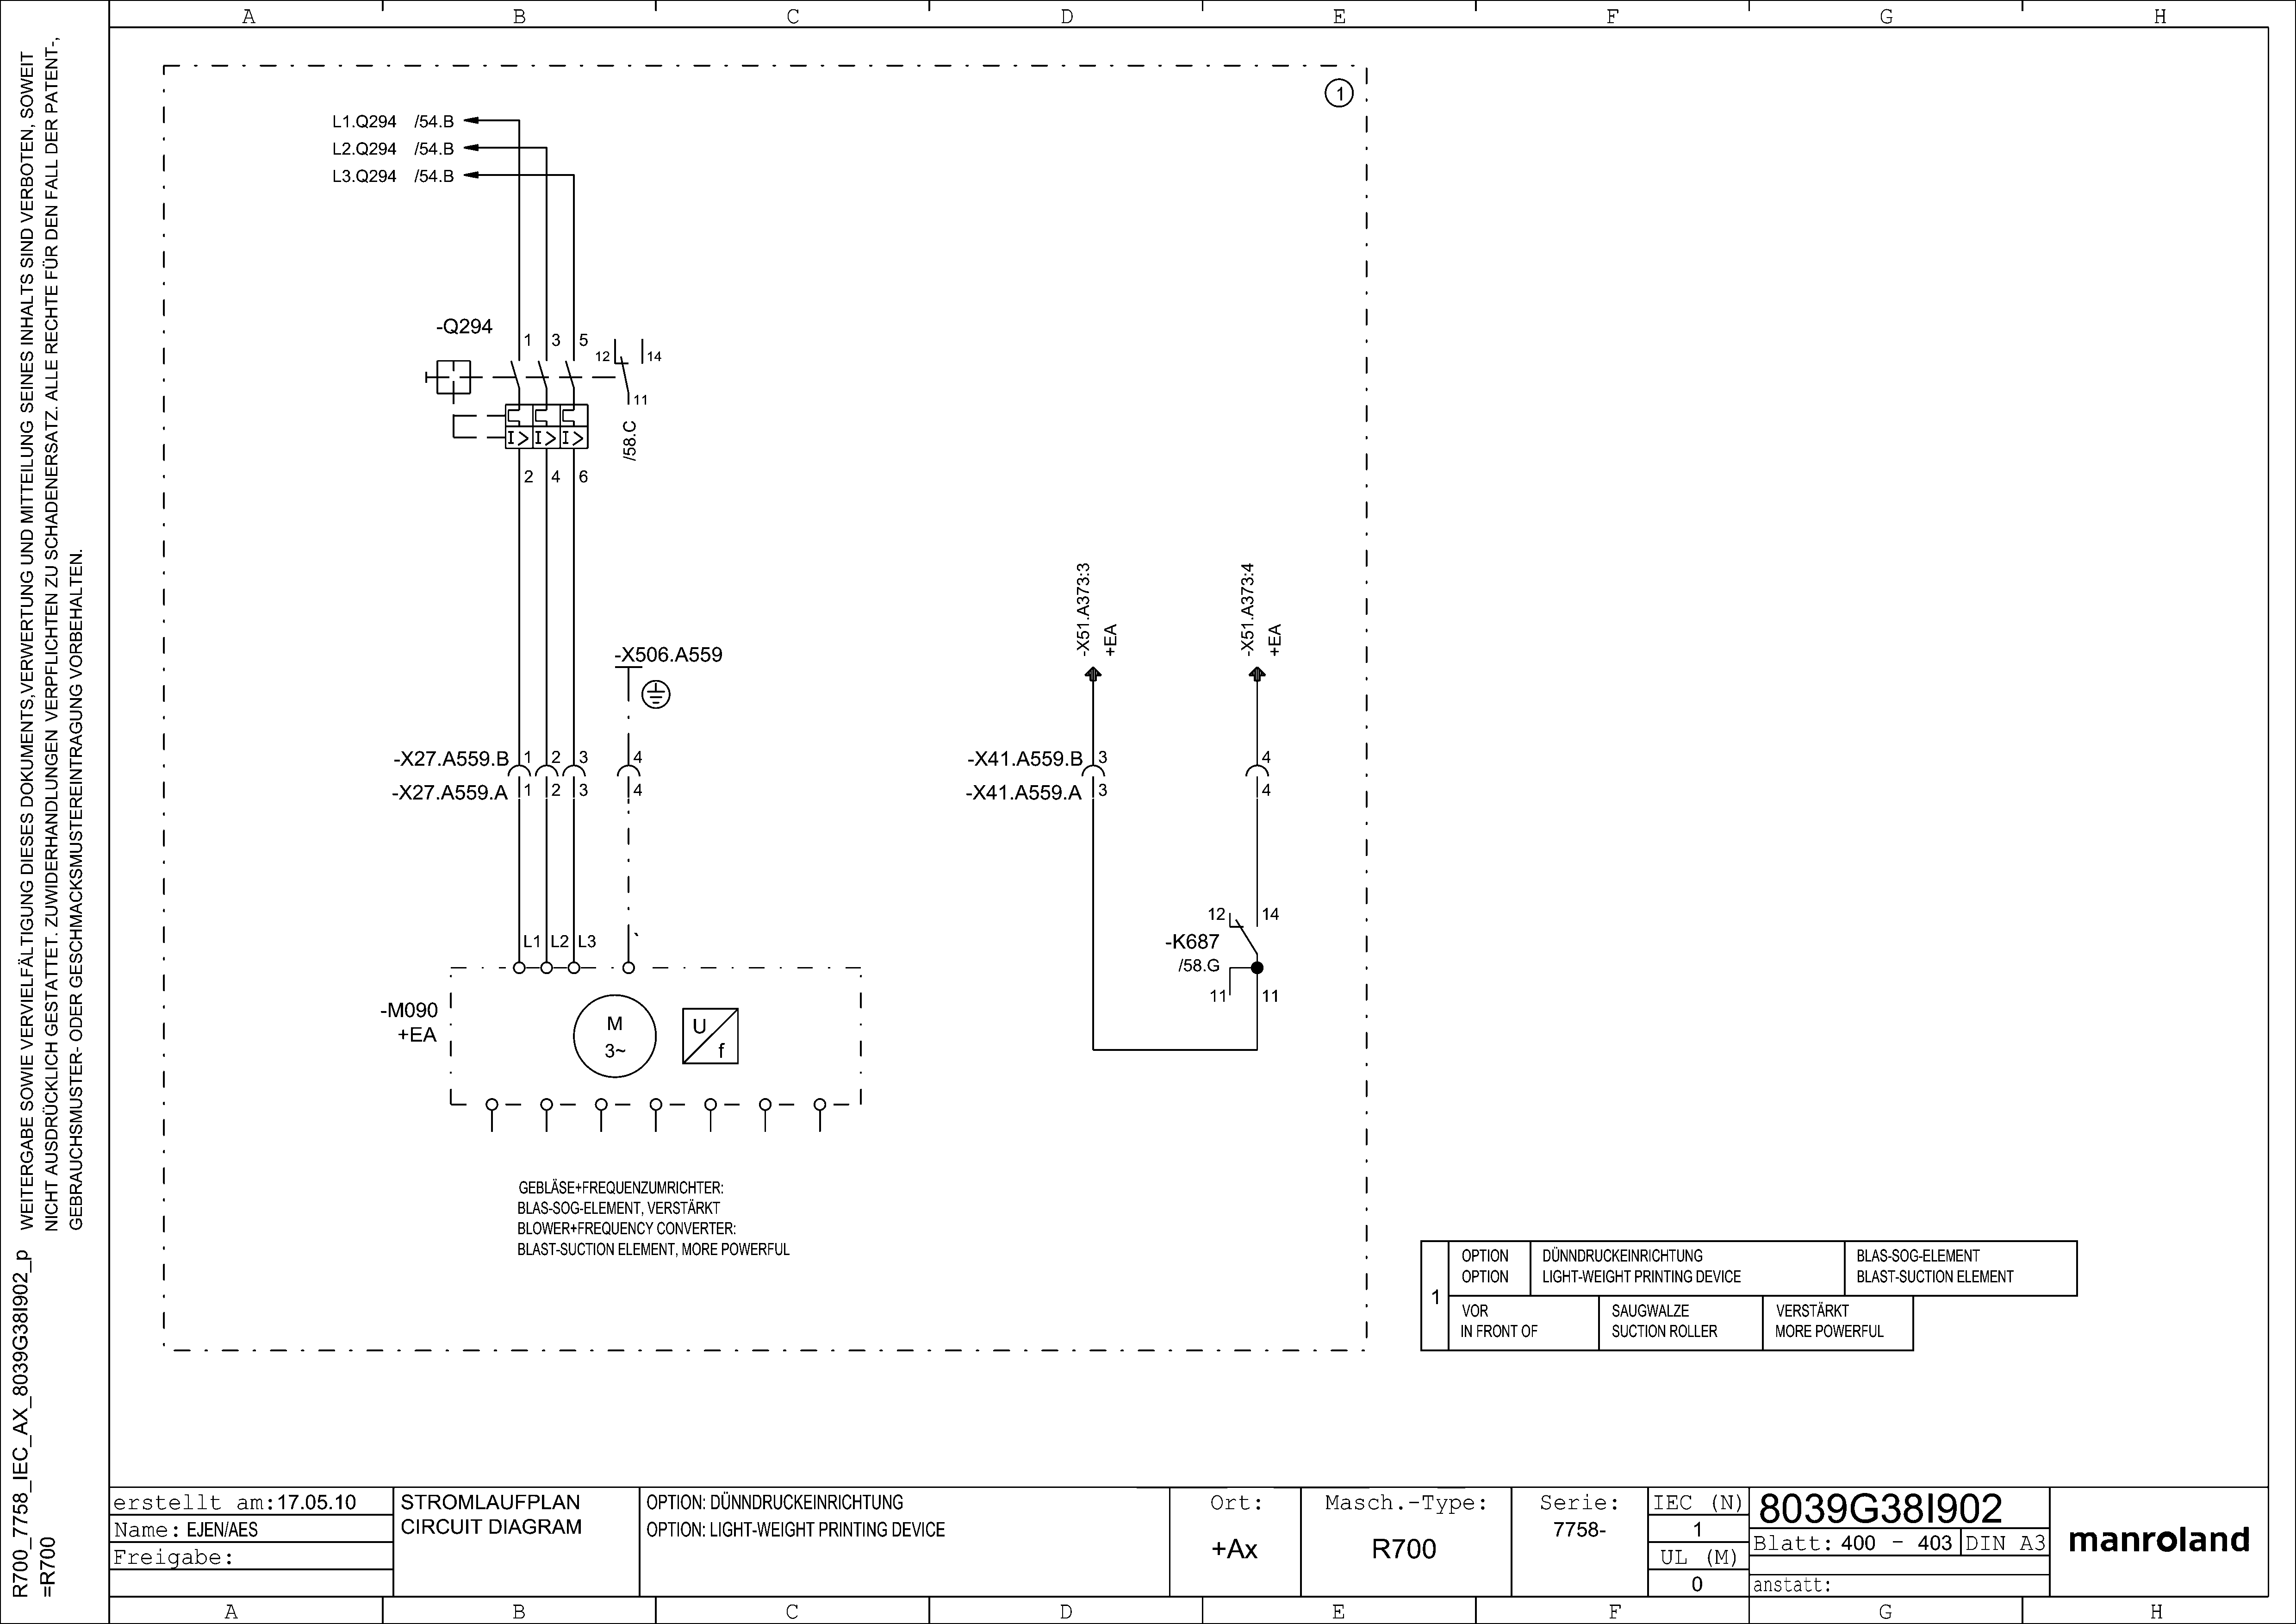 A B C D E F G H
1
L1.Q294 /54.B
L2.Q294 /54.B
L3.Q294 /54.B
-Q294
1 3 5
12 14
11
/58.C
I> I> I>
2 4 6
-X51.A373:3
+EA
-X51.A373:4
+EA
-X506.A559
-X27.A559.B 1 2 3 4
-X27.A559.A 1 2 3 4
-X41.A559.B 3 4
-X41.A559.A 3 4
12 14
-K687
/58.G
11 11
L1 L2 L3
-M090
+EA
M
3~
U
f
GEBLÄSE+FREQUENZUMRICHTER:
BLAS-SOG-ELEMENT, VERSTÄRKT
BLOWER+FREQUENCY CONVERTER:
BLAST-SUCTION ELEMENT, MORE POWERFUL
1
OPTION DÜNNDRUCKEINRICHTUNG BLAS-SOG-ELEMENT
OPTION LIGHT-WEIGHT PRINTING DEVICE BLAST-SUCTION ELEMENT
VOR SAUGWALZE VERSTÄRKT
IN FRONT OF SUCTION ROLLER MORE POWERFUL
WEITERGABE SOWIE VERVIELFÄLTIGUNG DIESES DOKUMENTS,VERWERTUNG UND MITTEILUNG SEINES INHALTS SIND VERBOTEN, SOWEIT
NICHT AUSDRÜCKLICH GESTATTET. ZUWIDERHANDLUNGEN VERPFLICHTEN ZU SCHADENERSATZ. ALLE RECHTE FÜR DEN FALL DER PATENT-,
GEBRAUCHSMUSTER- ODER GESCHMACKSMUSTEREINTRAGUNG VORBEHALTEN.
R700_7758_IEC_AX_8039G38I902_p
=R700
erstellt am:17.05.10
Name: EJEN/AES
Freigabe:
STROMLAUFPLAN
CIRCUIT DIAGRAM
OPTION: DÜNNDRUCKEINRICHTUNG
OPTION: LIGHT-WEIGHT PRINTING DEVICE
Ort:
+Ax
Masch.-Type:
R700
Serie:
7758-
IEC (N)
1
UL (M)
0
8039G38I902
Blatt: 400 - 403 DIN A3
anstatt:
manroland
A B C D E F G H